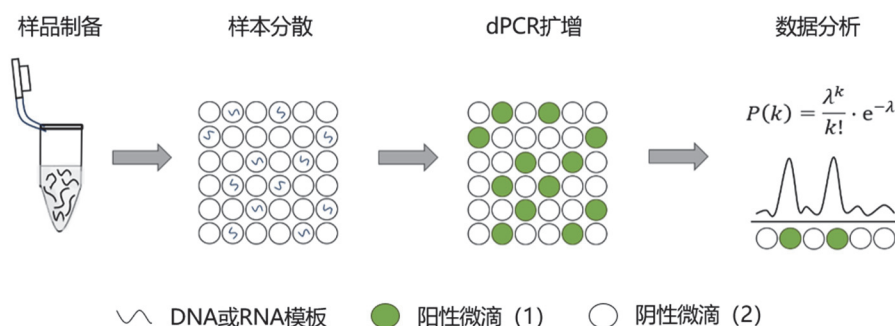 样品制备
样本分散
dPCR扩增
数据分析
P(k) = λ^k/k! · e^−λ
DNA或RNA模板
阳性微滴（1）
阴性微滴（2）